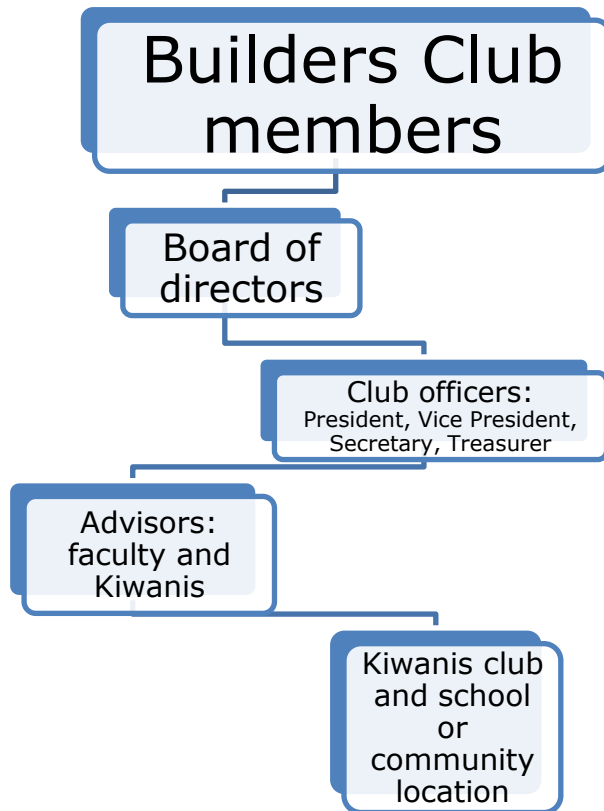 Builders Club
members
Board of
directors
Club officers:
President, Vice President,
Secretary, Treasurer
Advisors:
faculty and
Kiwanis
Kiwanis club
and school
or
community
location